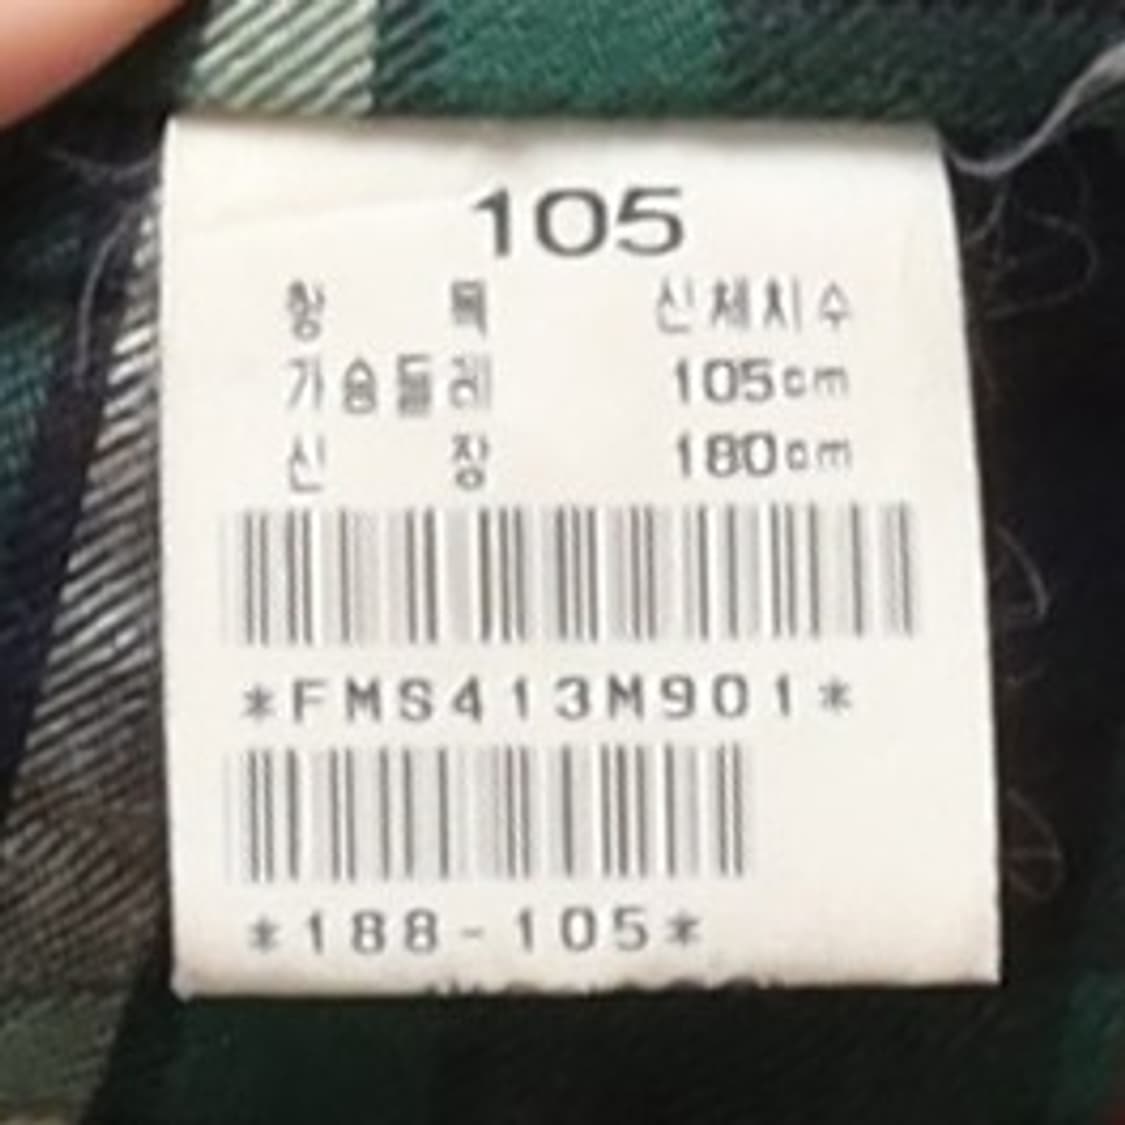 105
항 목 신체치수
가슴둘레 105cm
신 장 180cm
*FMS413M901*
*188-105*